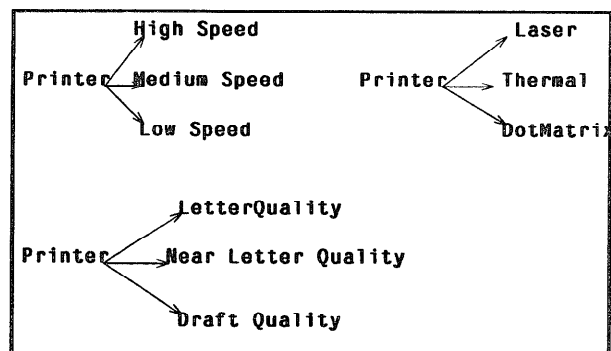 High Speed
Printer
Medium Speed
Low Speed
Laser
Printer
Thermal
DotMatrix
LetterQuality
Printer
Near Letter Quality
Draft Quality